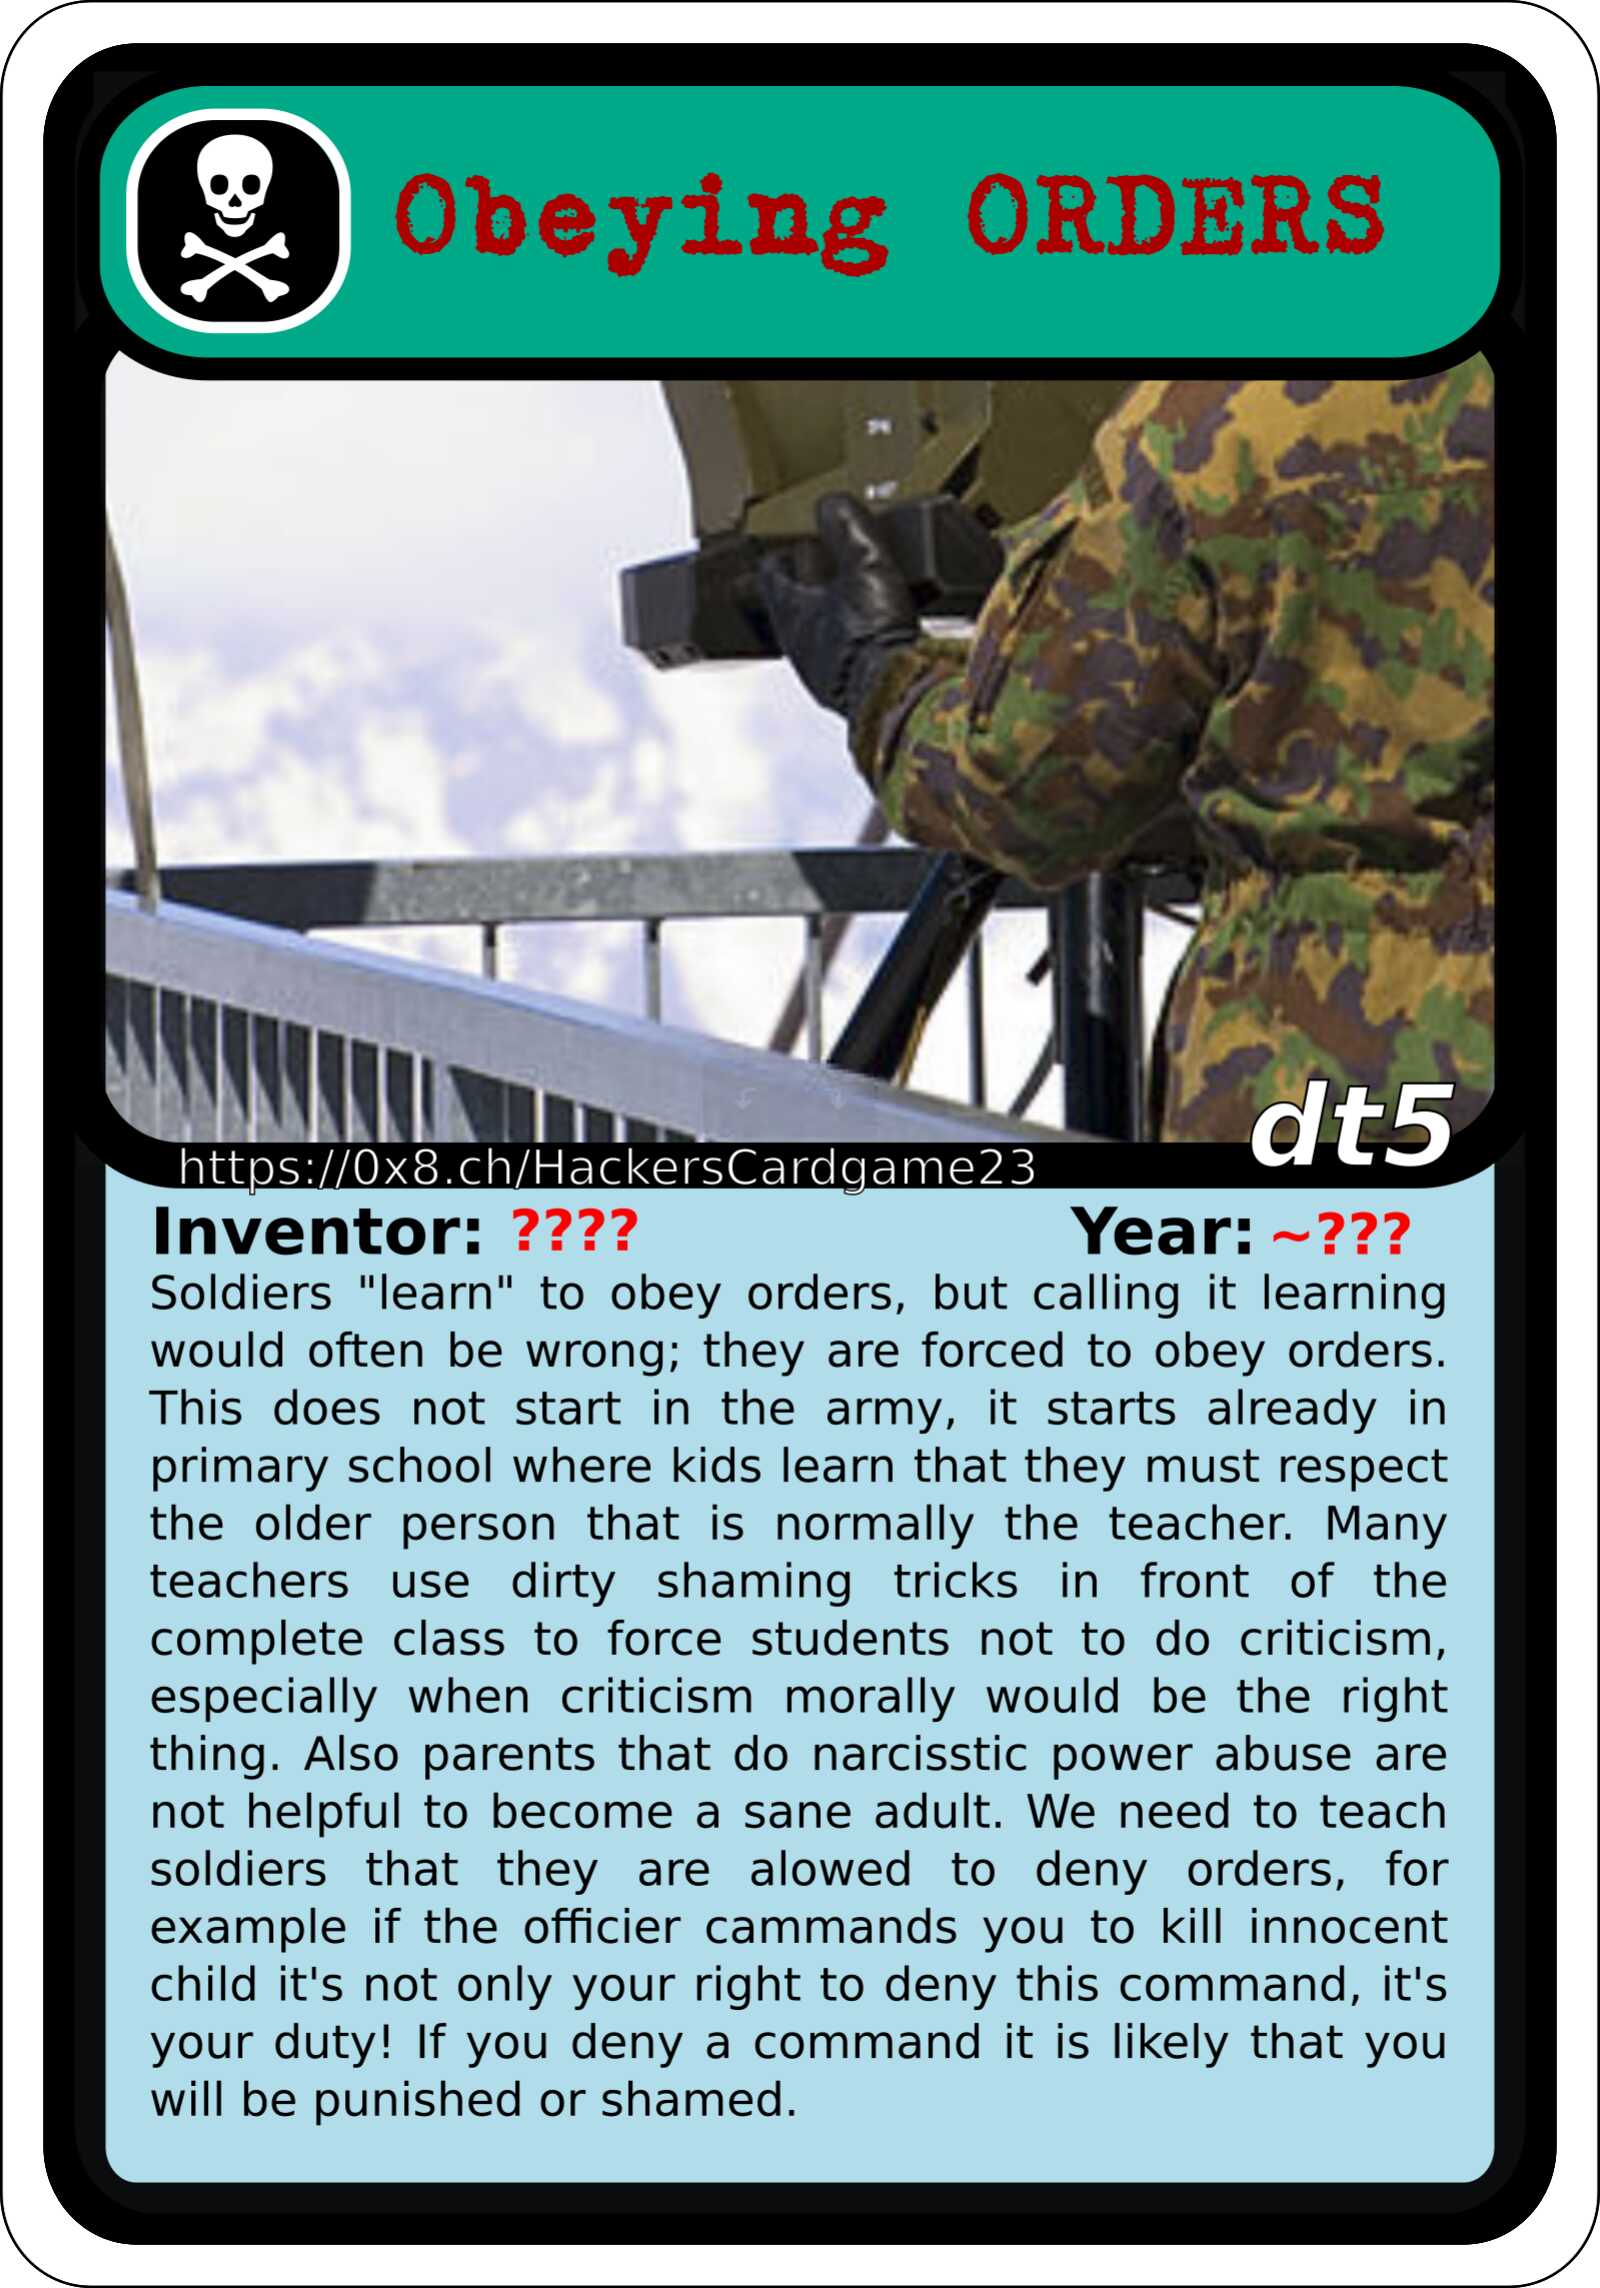 Obeying ORDERS
dt5
https://0x8.ch/HackersCardgame23
Inventor: ???? Year: ~???
Soldiers "learn" to obey orders, but calling it learning
would often be wrong; they are forced to obey orders.
This does not start in the army, it starts already in
primary school where kids learn that they must respect
the older person that is normally the teacher. Many
teachers use dirty shaming tricks in front of the
complete class to force students not to do criticism,
especially when criticism morally would be the right
thing. Also parents that do narcisstic power abuse are
not helpful to become a sane adult. We need to teach
soldiers that they are alowed to deny orders, for
example if the officier cammands you to kill innocent
child it's not only your right to deny this command, it's
your duty! If you deny a command it is likely that you
will be punished or shamed.